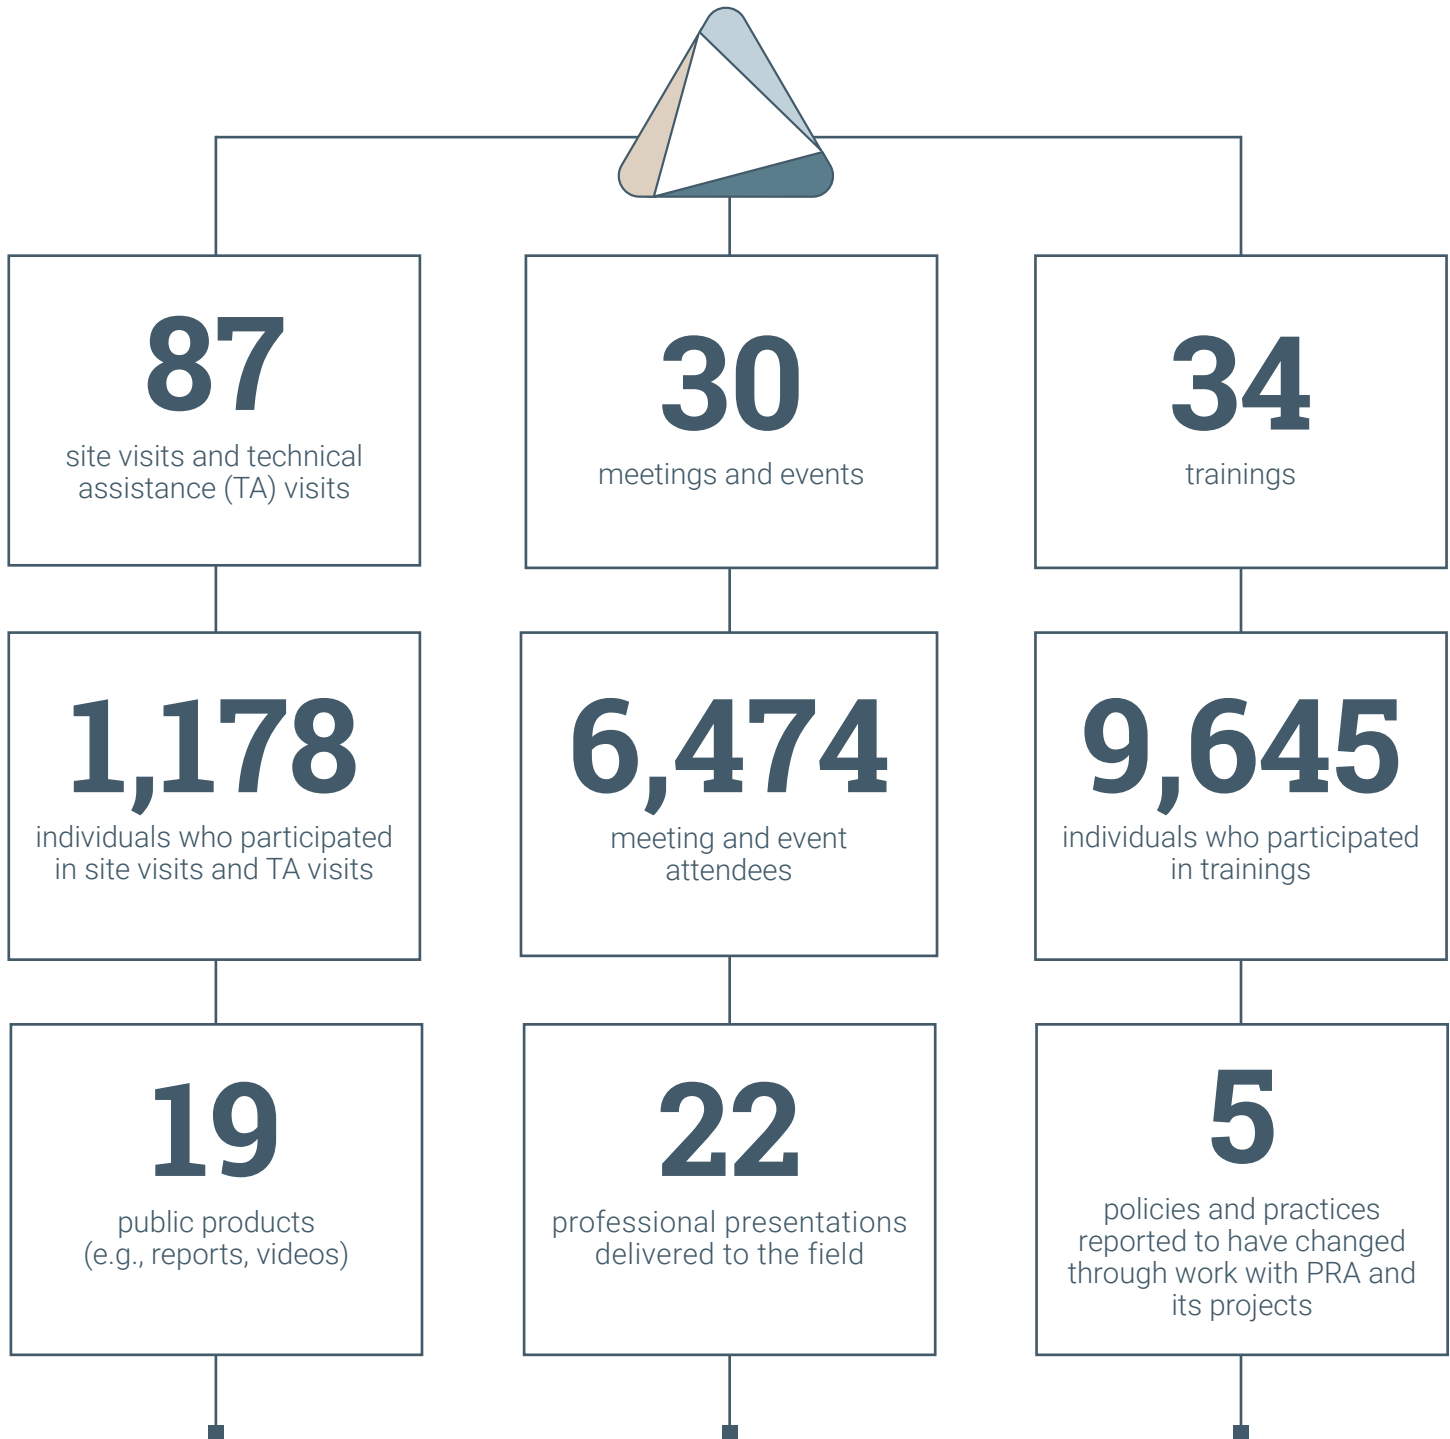 87
site visits and technical
assistance (TA) visits
30
meetings and events
34
trainings
1,178
individuals who participated
in site visits and TA visits
6,474
meeting and event
attendees
9,645
individuals who participated
in trainings
19
public products
(e.g., reports, videos)
22
professional presentations
delivered to the field
5
policies and practices
reported to have changed
through work with PRA and
its projects